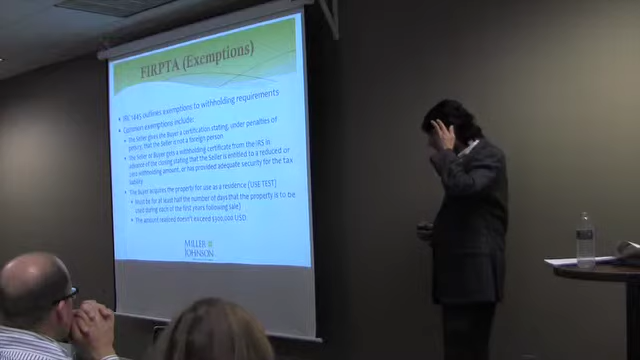 FIRPTA (Exemptions)
IRC 1445 outlines exemptions to withholding requirements
Common exemptions include:
The Seller gives the Buyer a certification stating, under penalties of
perjury, that the Seller is not a foreign person
The Seller or Buyer gets a withholding certificate from the IRS in
advance of the closing stating that the Seller is entitled to a reduced or
zero withholding amount, or has provided adequate security for the tax
liability
The Buyer acquires the property for use as a residence (USE TEST)
Must be for at least half the number of days that the property is to be
used during each of the first years following sale)
The amount realized doesn't exceed $300,000 USD
MILLER
JOHNSON